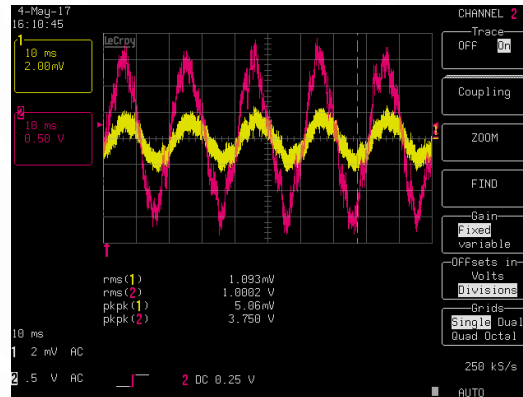 4-May-17
16:10:45
1
10 ms
2.00mV
2
10 ms
0.50 V
LeCroy
1
rms(1) 1.093mV
rms(2) 1.0002 V
pkpk(1) 5.06mV
pkpk(2) 3.750 V
10 ms
1 2 mV AC
2 .5 V AC
2 DC 0.25 V
CHANNEL 2
Trace
OFF On
Coupling
ZOOM
FIND
Gain
Fixed
variable
OFFsets in
Volts
Divisions
Grids
Single Dual
Quad Octal
250 kS/s
AUTO